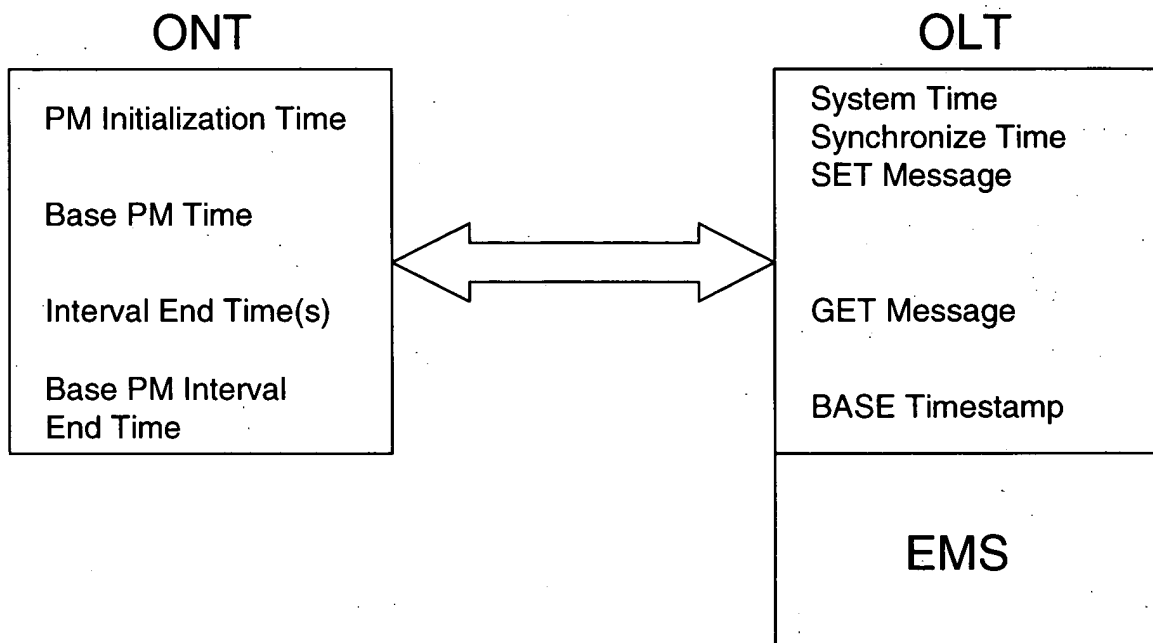 ONT
PM Initialization Time
Base PM Time
Interval End Time(s)
Base PM Interval
End Time
OLT
System Time
Synchronize Time
SET Message
GET Message
BASE Timestamp
EMS